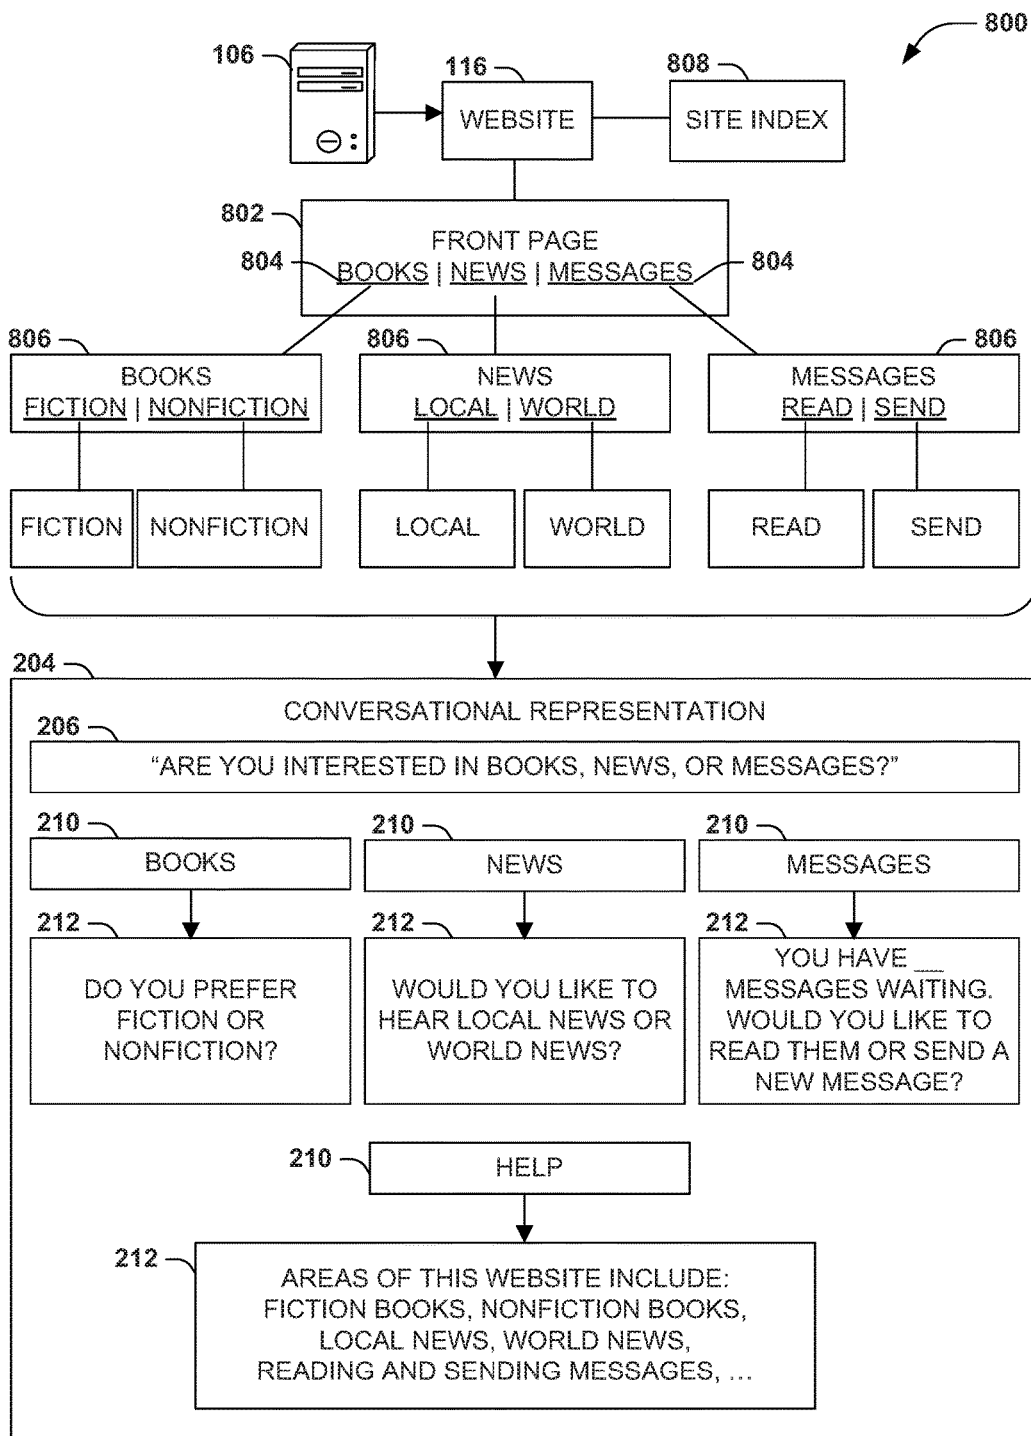 800
106
116
808
WEBSITE
SITE INDEX
802
FRONT PAGE
804
BOOKS | NEWS | MESSAGES
804
806
806
806
BOOKS
FICTION | NONFICTION
NEWS
LOCAL | WORLD
MESSAGES
READ | SEND
FICTION
NONFICTION
LOCAL
WORLD
READ
SEND
204
CONVERSATIONAL REPRESENTATION
206
“ARE YOU INTERESTED IN BOOKS, NEWS, OR MESSAGES?”
210
BOOKS
210
NEWS
210
MESSAGES
212
DO YOU PREFER
FICTION OR
NONFICTION?
212
WOULD YOU LIKE TO
HEAR LOCAL NEWS OR
WORLD NEWS?
212
YOU HAVE __
MESSAGES WAITING.
WOULD YOU LIKE TO
READ THEM OR SEND A
NEW MESSAGE?
210
HELP
212
AREAS OF THIS WEBSITE INCLUDE:
FICTION BOOKS, NONFICTION BOOKS,
LOCAL NEWS, WORLD NEWS,
READING AND SENDING MESSAGES, …